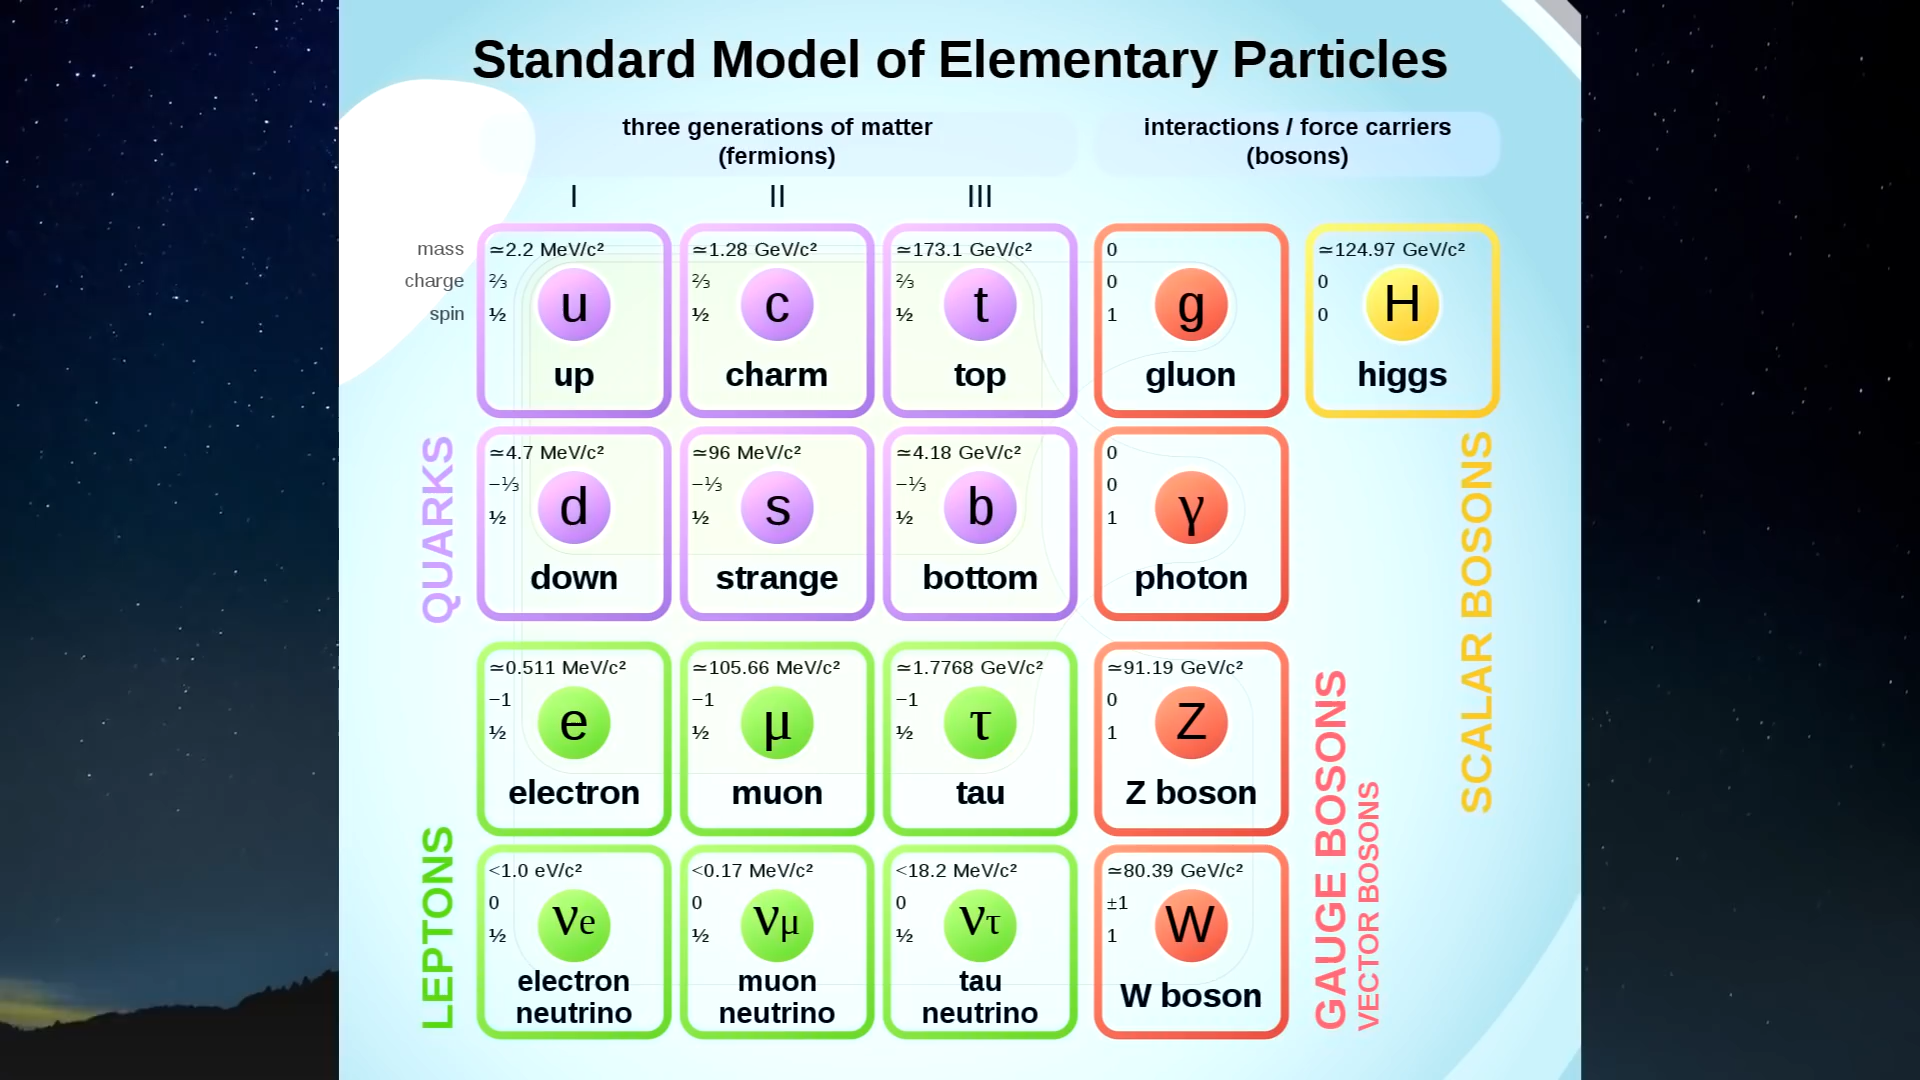 Standard Model of Elementary Particles
three generations of matter
(fermions)
interactions / force carriers
(bosons)
I II III
mass
charge
spin
≃2.2 MeV/c²
⅔
½
u
up
≃1.28 GeV/c²
⅔
½
c
charm
≃173.1 GeV/c²
⅔
½
t
top
0
0
1
g
gluon
≃124.97 GeV/c²
0
0
H
higgs
QUARKS
≃4.7 MeV/c²
−⅓
½
d
down
≃96 MeV/c²
−⅓
½
s
strange
≃4.18 GeV/c²
−⅓
½
b
bottom
0
0
1
γ
photon
SCALAR BOSONS
≃0.511 MeV/c²
−1
½
e
electron
≃105.66 MeV/c²
−1
½
μ
muon
≃1.7768 GeV/c²
−1
½
τ
tau
≃91.19 GeV/c²
0
1
Z
Z boson
LEPTONS
<1.0 eV/c²
0
½
νe
electron
neutrino
<0.17 MeV/c²
0
½
νμ
muon
neutrino
<18.2 MeV/c²
0
½
ντ
tau
neutrino
≃80.39 GeV/c²
±1
1
W
W boson
GAUGE BOSONS
VECTOR BOSONS